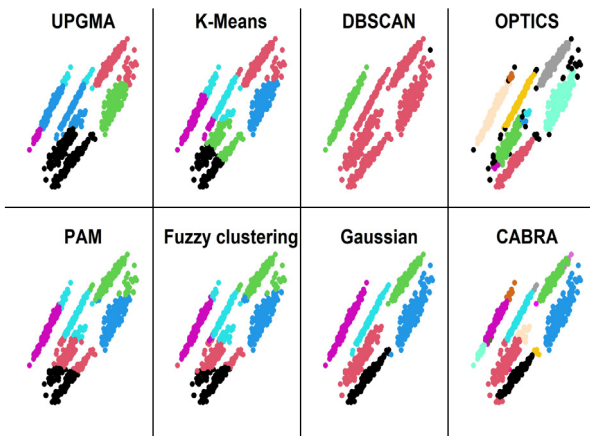 UPGMA
K-Means
DBSCAN
OPTICS
PAM
Fuzzy clustering
Gaussian
CABRA